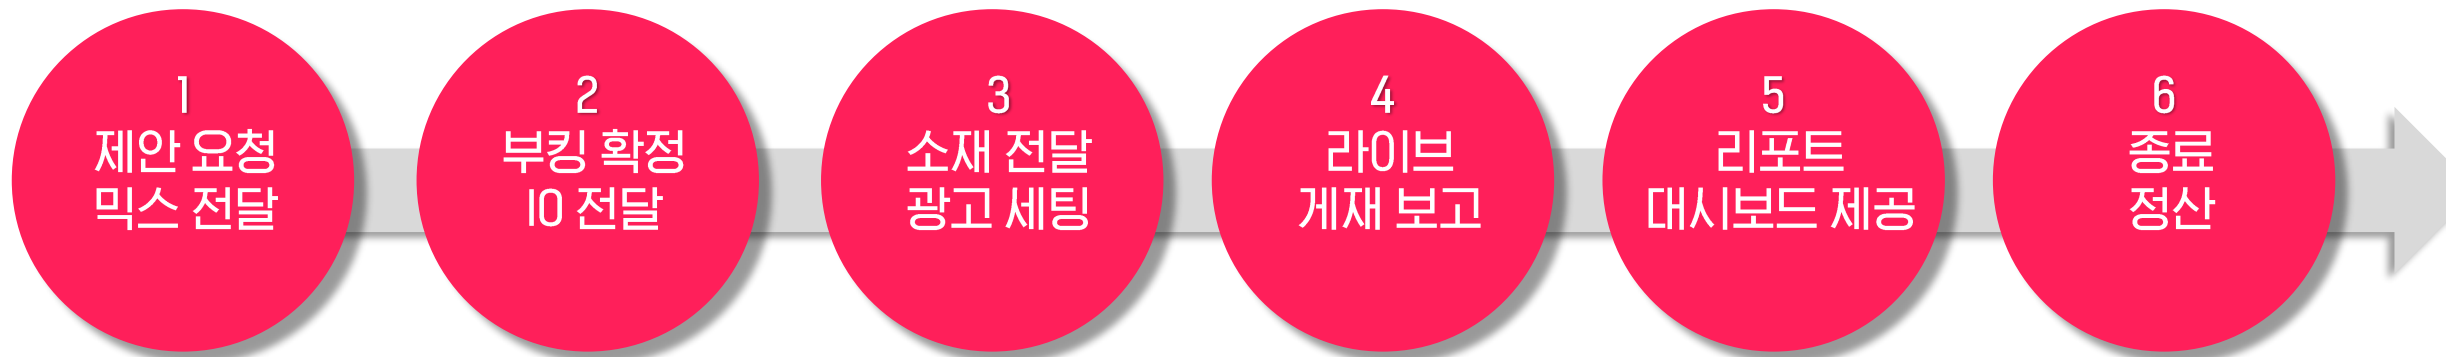 1
제안 요청
믹스 전달
2
부킹 확정
IO 전달
3
소재 전달
광고 세팅
4
라이브
게재 보고
5
리포트
대시보드 제공
6
종료
정산